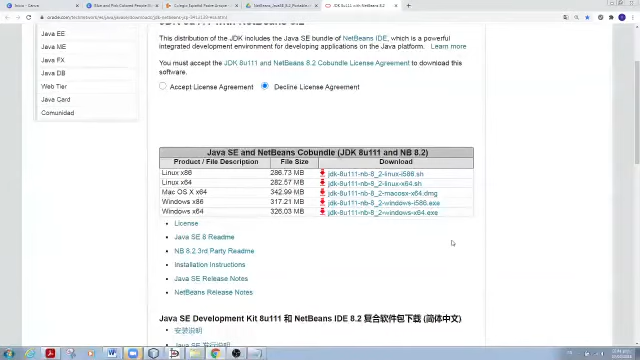 Java EE
Java ME
Java FX
Java DB
Web Tier
Java Card
Comunidad
This distribution of the JDK includes the Java SE bundle of NetBeans IDE, which is a powerful
integrated development environment for developing applications on the Java platform. Learn more
You must accept the JDK 8u111 and NetBeans 8.2 Cobundle License Agreement to download this
software.
Accept License Agreement Decline License Agreement
Java SE and NetBeans Cobundle (JDK 8u111 and NB 8.2)
Product / File Description File Size Download
Linux x86 286.73 MB jdk-8u111-nb-8_2-linux-i586.sh
Linux x64 282.57 MB jdk-8u111-nb-8_2-linux-x64.sh
Mac OS X x64 342.99 MB jdk-8u111-nb-8_2-macosx-x64.dmg
Windows x86 317.21 MB jdk-8u111-nb-8_2-windows-i586.exe
Windows x64 326.03 MB jdk-8u111-nb-8_2-windows-x64.exe
License
Java SE 8 Readme
NB 8.2 3rd Party Readme
Installation Instructions
Java SE Release Notes
NetBeans Release Notes
Java SE Development Kit 8u111 和 NetBeans IDE 8.2 复合软件包下载 (简体中文)
安装说明